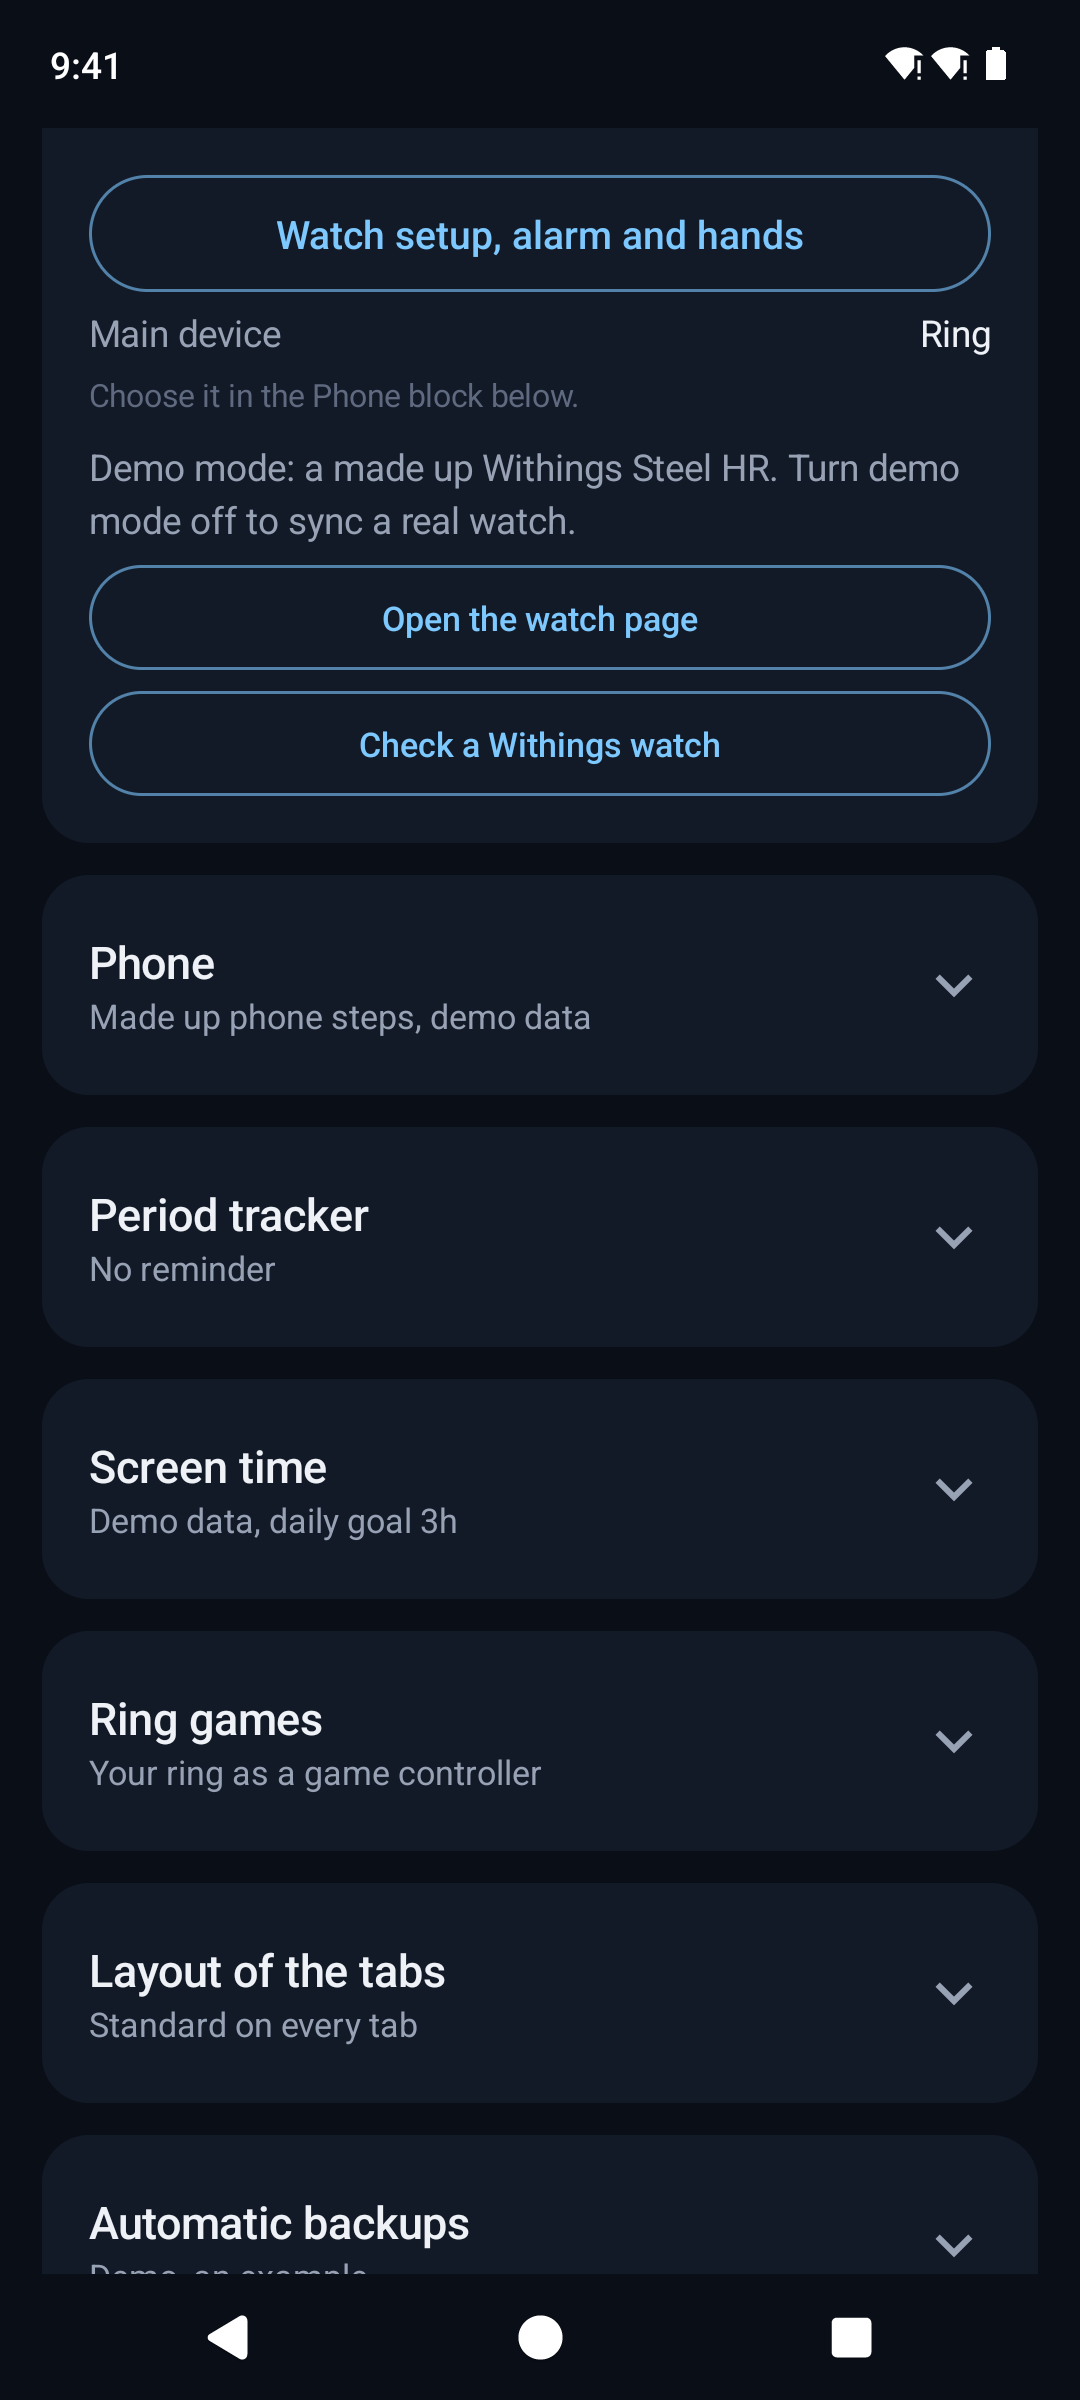 9:41
Watch setup, alarm and hands
Main device Ring
Choose it in the Phone block below.
Demo mode: a made up Withings Steel HR. Turn demo
mode off to sync a real watch.
Open the watch page
Check a Withings watch
Phone
Made up phone steps, demo data
Period tracker
No reminder
Screen time
Demo data, daily goal 3h
Ring games
Your ring as a game controller
Layout of the tabs
Standard on every tab
Automatic backups
Demo, an example